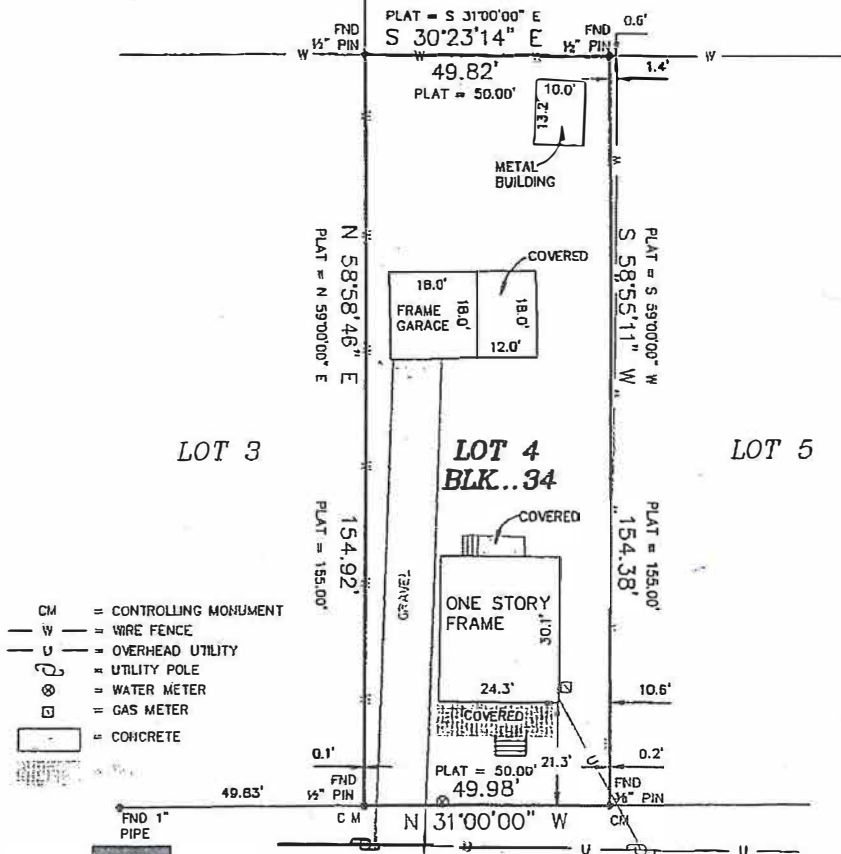 PLAT = S 31°00'00" E
S 30°23'14" E
FND
½" PIN
FND
½" PIN
0.6'
W
W
W
49.82'
PLAT = 50.00'
1.4'
10.0'
13.2'
METAL
BUILDING
W
W
COVERED
18.0'
FRAME
GARAGE
18.0'
18.0'
12.0'
N 58°58'46" E
PLAT = N 59°00'00" E
S 58°55'11" W
PLAT = S 59°00'00" W
LOT 3
LOT 4
BLK...34
LOT 5
COVERED
154.92'
PLAT = 155.00'
154.38'
PLAT = 155.00'
GRAVEL
ONE STORY
FRAME
30.1'
24.3'
COVERED
10.6'
CM = CONTROLLING MONUMENT
W = WIRE FENCE
U = OVERHEAD UTILITY
= UTILITY POLE
= WATER METER
= GAS METER
= CONCRETE
0.1'
21.3'
U
0.2'
PLAT = 50.00'
49.98'
49.83'
FND
½" PIN
CM
FND
PIN
CM
FND 1"
PIPE
N 31°00'00" W
U
U
U